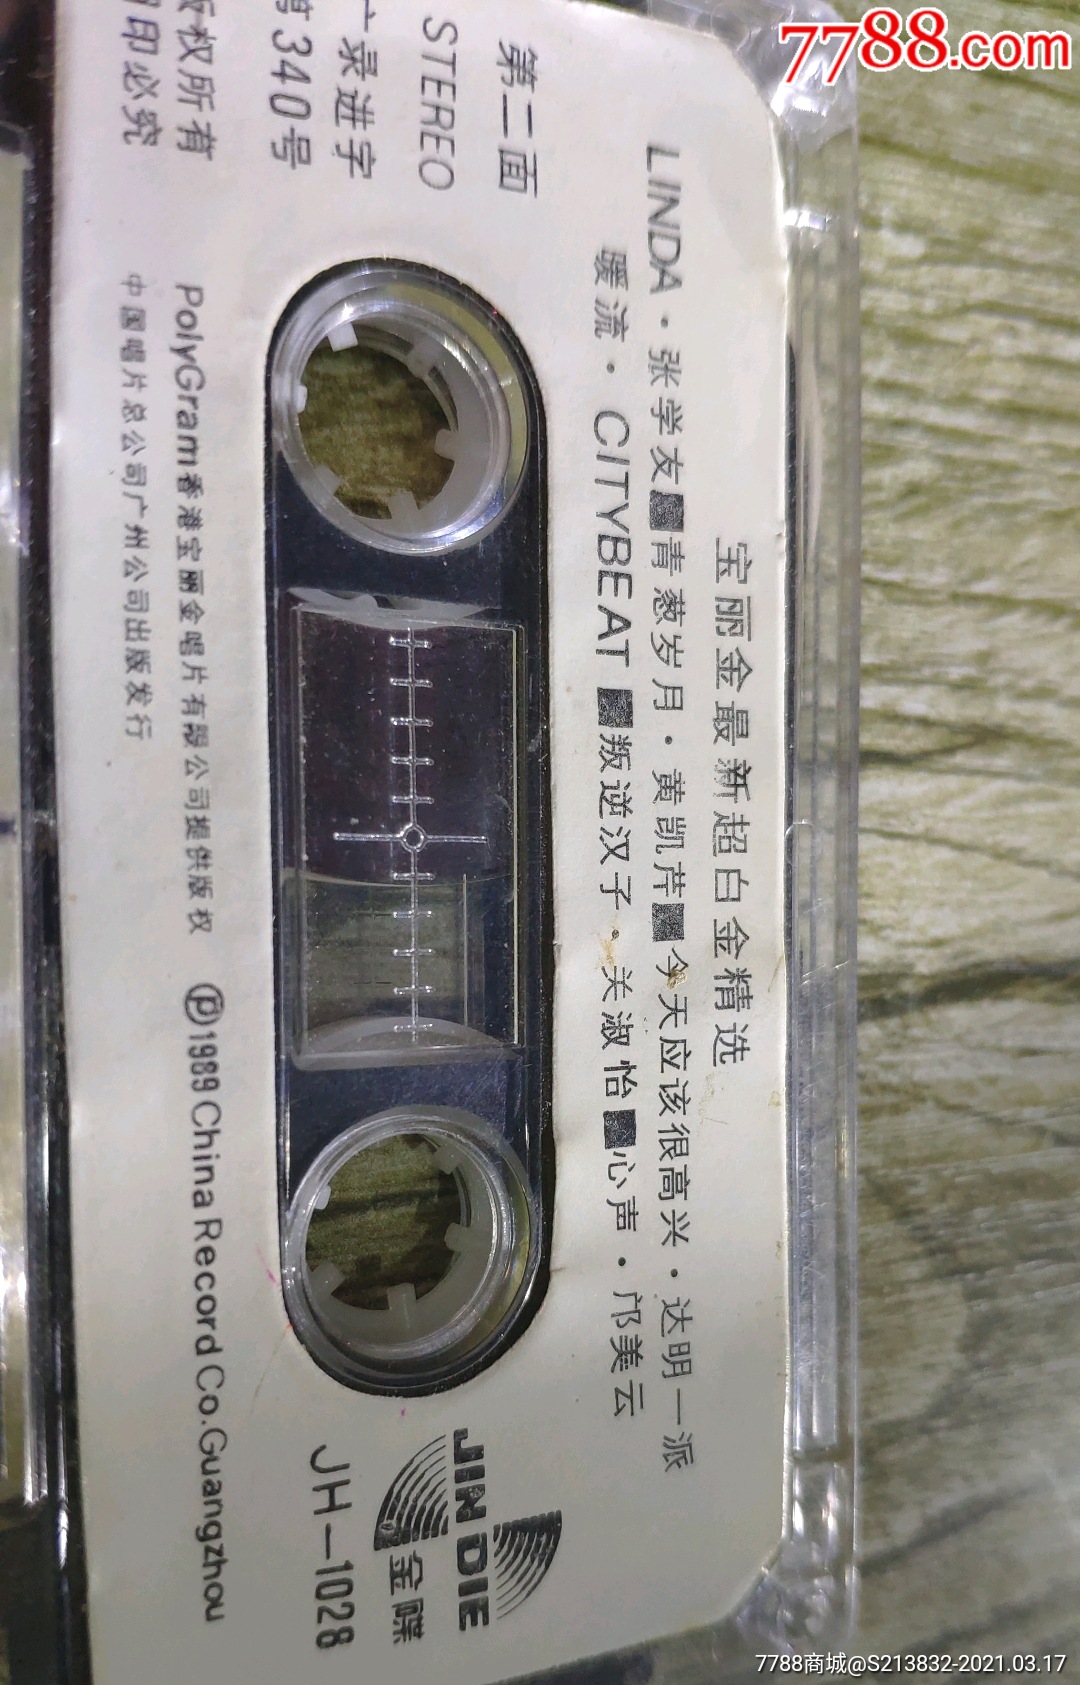 7788.com
宝丽金最新超白金精选
LINDA·张学友■青葱岁月·黄凯芹■今天应该很高兴·达明一派
暖流·CITYBEAT■叛逆汉子·关淑怡■心声·邝美云
第二面
STEREO
广录进字
第340号
版权所有
翻印必究
JIN DIE
金喋
JH-1028
PolyGram香港宝丽金唱片有限公司提供版权 Ⓟ1989 China Record Co.Guangzhou
中国唱片总公司广州公司出版发行
7788商城@S213832-2021.03.17